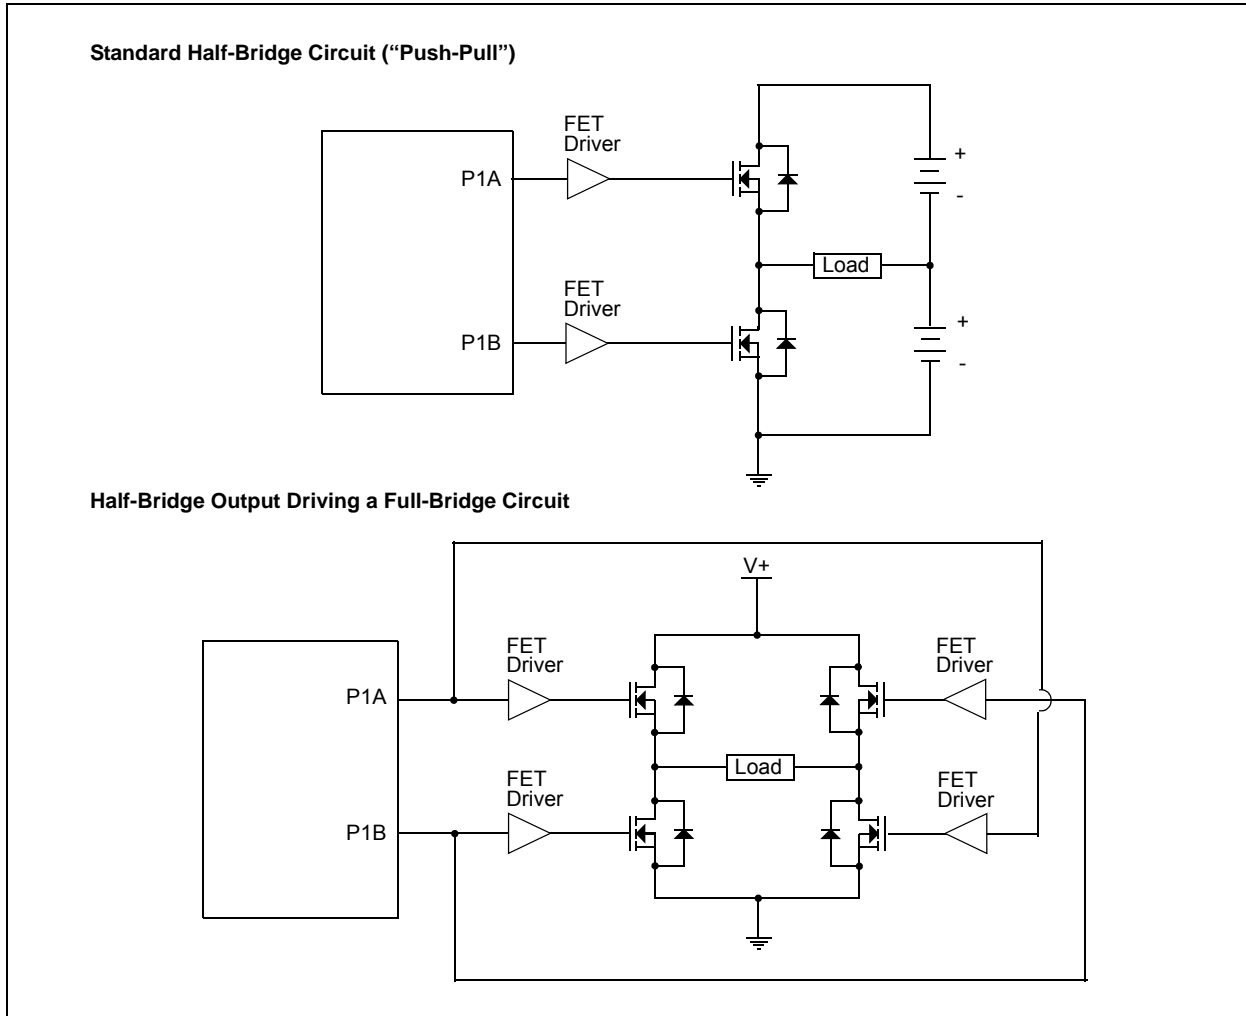 Standard Half-Bridge Circuit (“Push-Pull”)
FET
Driver
P1A
+
-
Load
FET
Driver
P1B
+
-
Half-Bridge Output Driving a Full-Bridge Circuit
V+
FET
Driver
FET
Driver
P1A
Load
FET
Driver
FET
Driver
P1B